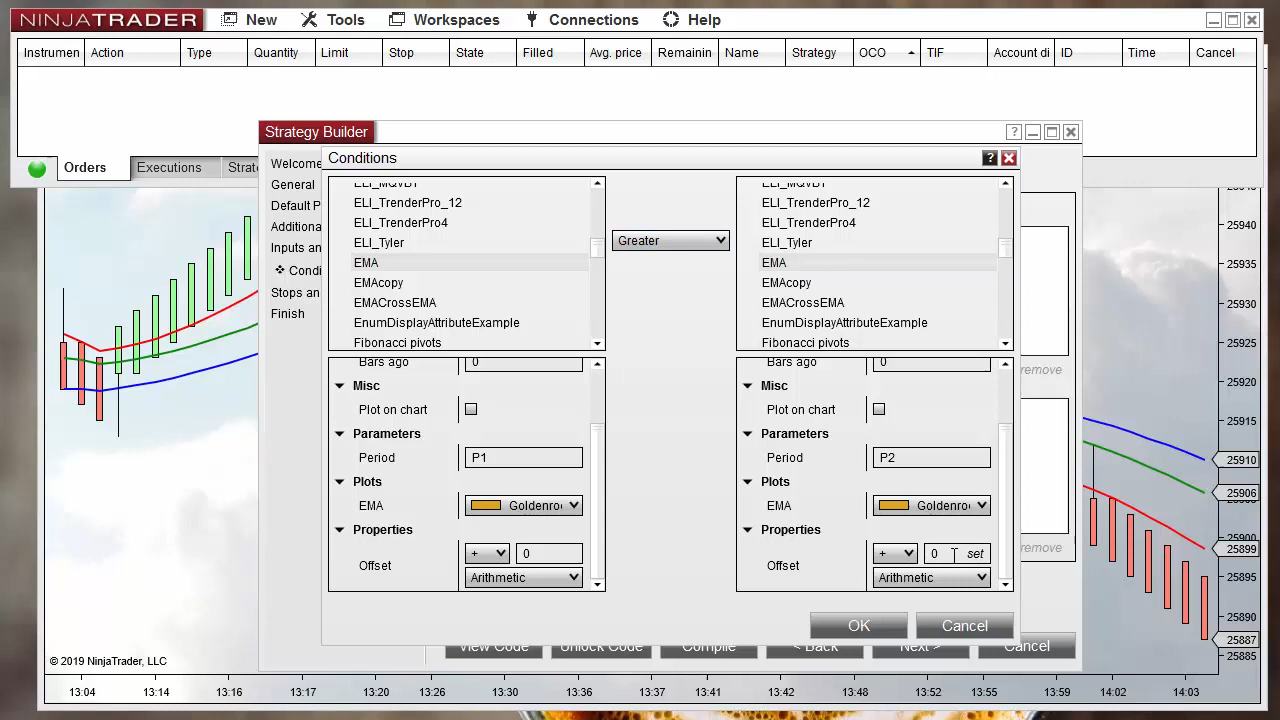 NINJATRADER New Tools Workspaces Connections Help
Instrumen Action Type Quantity Limit Stop State Filled Avg. price Remainin Name Strategy OCO TIF Account di ID Time Cancel
Orders Executions Strat
Strategy Builder
Conditions
Welcome
General
Default P
Additiona
Inputs an
Condi
Stops an
Finish
ELI_MQVBT
ELI_TrenderPro_12
ELI_TrenderPro4
ELI_Tyler
EMA
EMAcopy
EMACrossEMA
EnumDisplayAttributeExample
Fibonacci pivots
Greater
ELI_MQVBT
ELI_TrenderPro_12
ELI_TrenderPro4
ELI_Tyler
EMA
EMAcopy
EMACrossEMA
EnumDisplayAttributeExample
Fibonacci pivots
Bars ago 0
Misc
Plot on chart
Parameters
Period P1
Plots
EMA Goldenro
Properties
Offset + 0
Arithmetic
Bars ago 0
Misc
Plot on chart
Parameters
Period P2
Plots
EMA Goldenro
Properties
Offset + 0 set
Arithmetic
remove
remove
OK Cancel
View Code Unlock Code Compile < Back Next > Cancel
25940
25935
25930
25925
25920
25915
25910
25906
25900
25899
25895
25890
25887
25885
© 2019 NinjaTrader, LLC
13:04 13:14 13:16 13:17 13:20 13:26 13:36 13:37 13:41 13:42 13:48 13:52 13:55 13:59 14:02 14:03